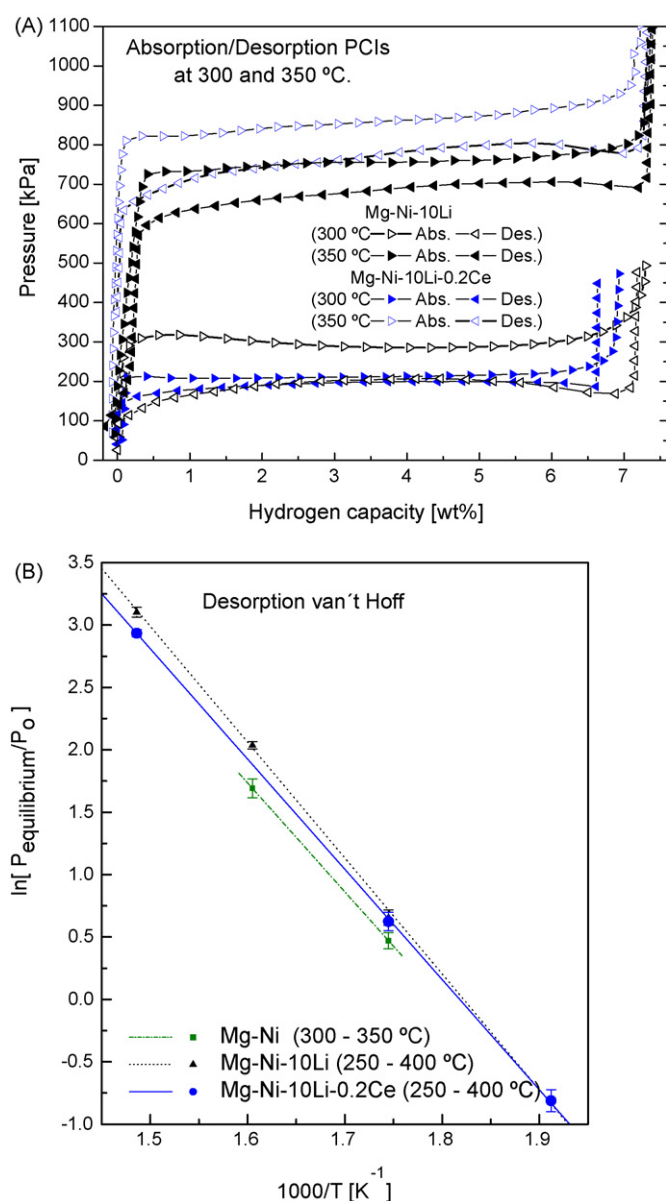 (A)
Absorption/Desorption PCIs
at 300 and 350 ºC.
Pressure [kPa]
1100
1000
900
800
700
600
500
400
300
200
100
0
Mg-Ni-10Li
(300 ºC Abs. Des.)
(350 ºC Abs. Des.)
Mg-Ni-10Li-0.2Ce
(300 ºC Abs. Des.)
(350 ºC Abs. Des.)
0 1 2 3 4 5 6 7
Hydrogen capacity [wt%]
(B)
Desorption van´t Hoff
ln[ Pequilibrium/Po]
3.5
3.0
2.5
2.0
1.5
1.0
0.5
0.0
-0.5
-1.0
Mg-Ni (300 - 350 ºC)
Mg-Ni-10Li (250 - 400 ºC)
Mg-Ni-10Li-0.2Ce (250 - 400 ºC)
1.5 1.6 1.7 1.8 1.9
1000/T [K-1]